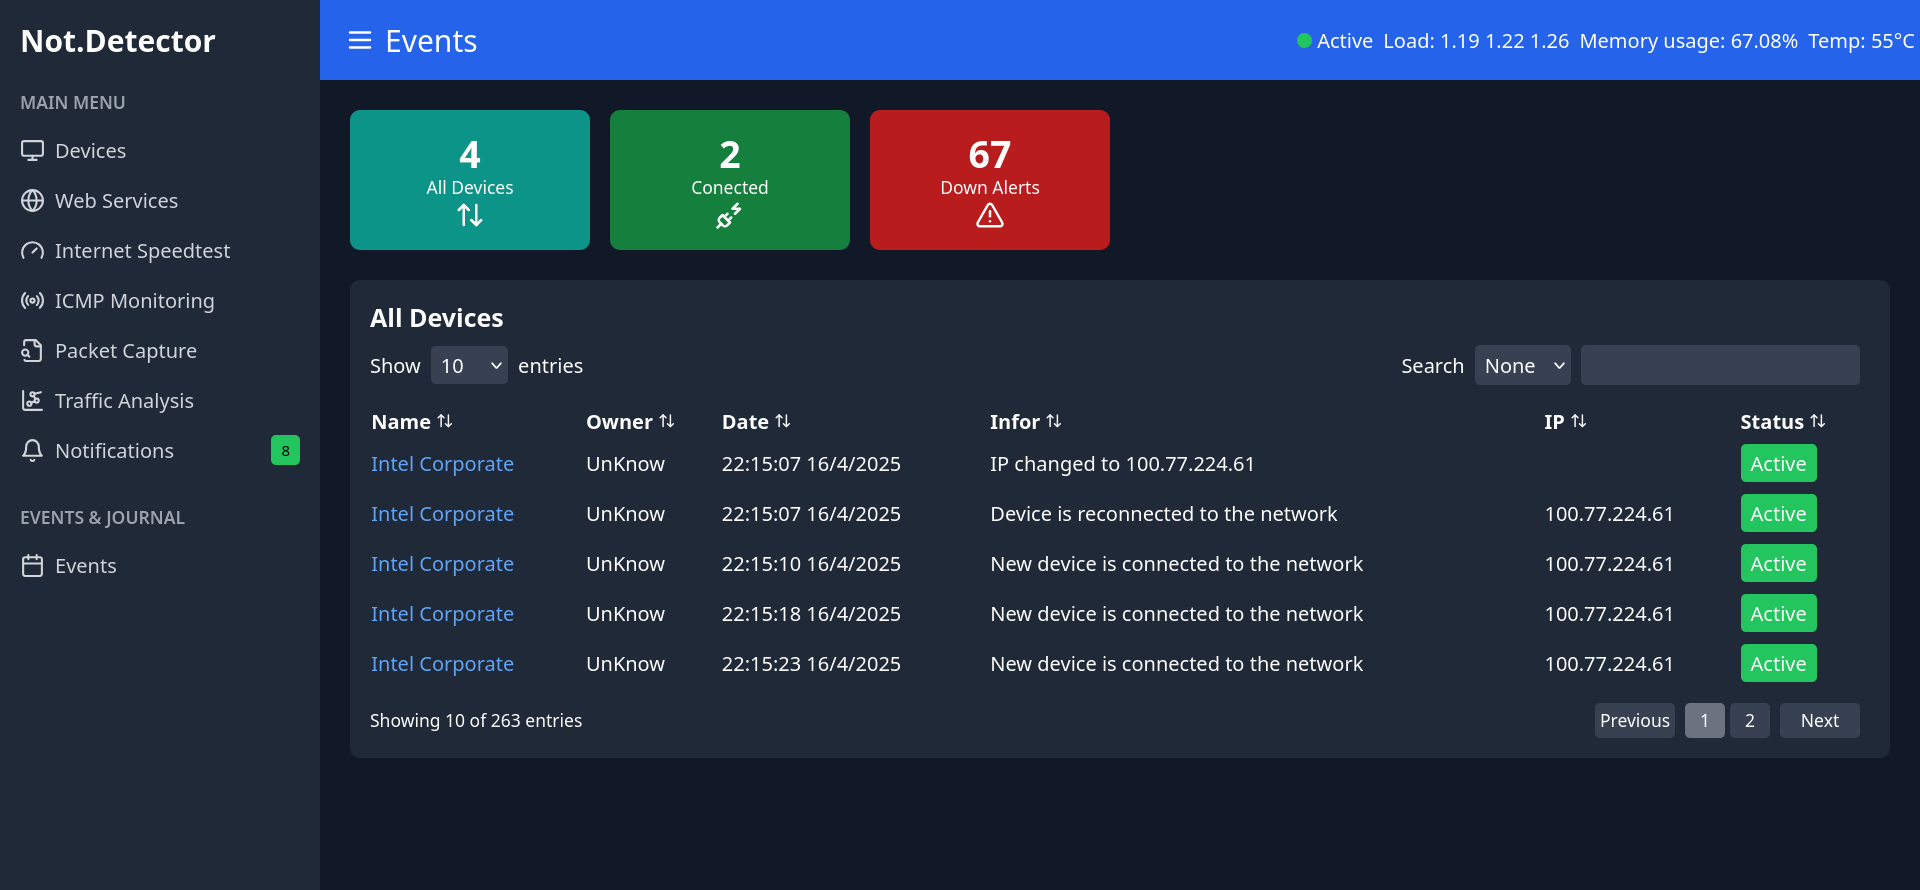 Not.Detector
MAIN MENU
Devices
Web Services
Internet Speedtest
ICMP Monitoring
Packet Capture
Traffic Analysis
Notifications 8
EVENTS & JOURNAL
Events
Events
Active Load: 1.19 1.22 1.26 Memory usage: 67.08% Temp: 55°C
4
All Devices
2
Conected
67
Down Alerts
All Devices
Show 10 entries
Search None
Name Owner Date Infor IP Status
Intel Corporate UnKnow 22:15:07 16/4/2025 IP changed to 100.77.224.61 Active
Intel Corporate UnKnow 22:15:07 16/4/2025 Device is reconnected to the network 100.77.224.61 Active
Intel Corporate UnKnow 22:15:10 16/4/2025 New device is connected to the network 100.77.224.61 Active
Intel Corporate UnKnow 22:15:18 16/4/2025 New device is connected to the network 100.77.224.61 Active
Intel Corporate UnKnow 22:15:23 16/4/2025 New device is connected to the network 100.77.224.61 Active
Showing 10 of 263 entries
Previous 1 2 Next